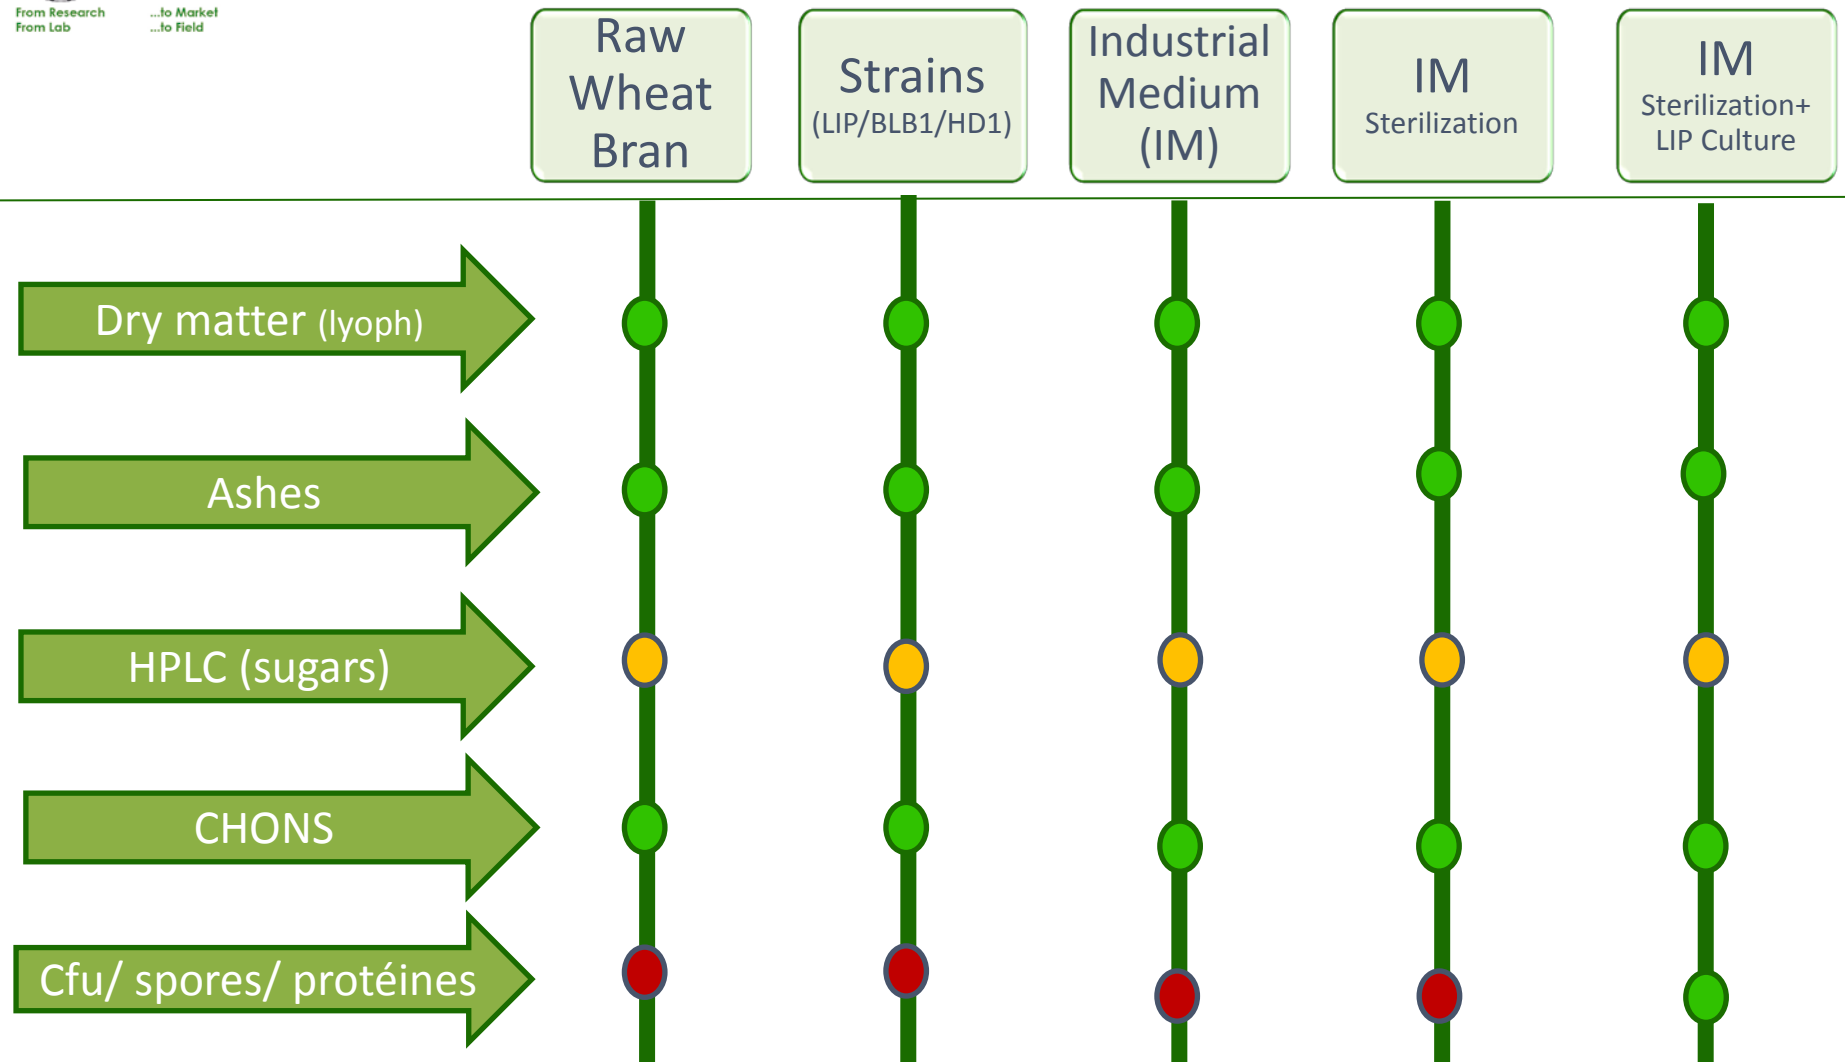 From Research ...to Market
From Lab ...to Field
Raw
Wheat
Bran
Strains
(LIP/BLB1/HD1)
Industrial
Medium
(IM)
IM
Sterilization
IM
Sterilization+
LIP Culture
Dry matter (lyoph)
Ashes
HPLC (sugars)
CHONS
Cfu/ spores/ protéines